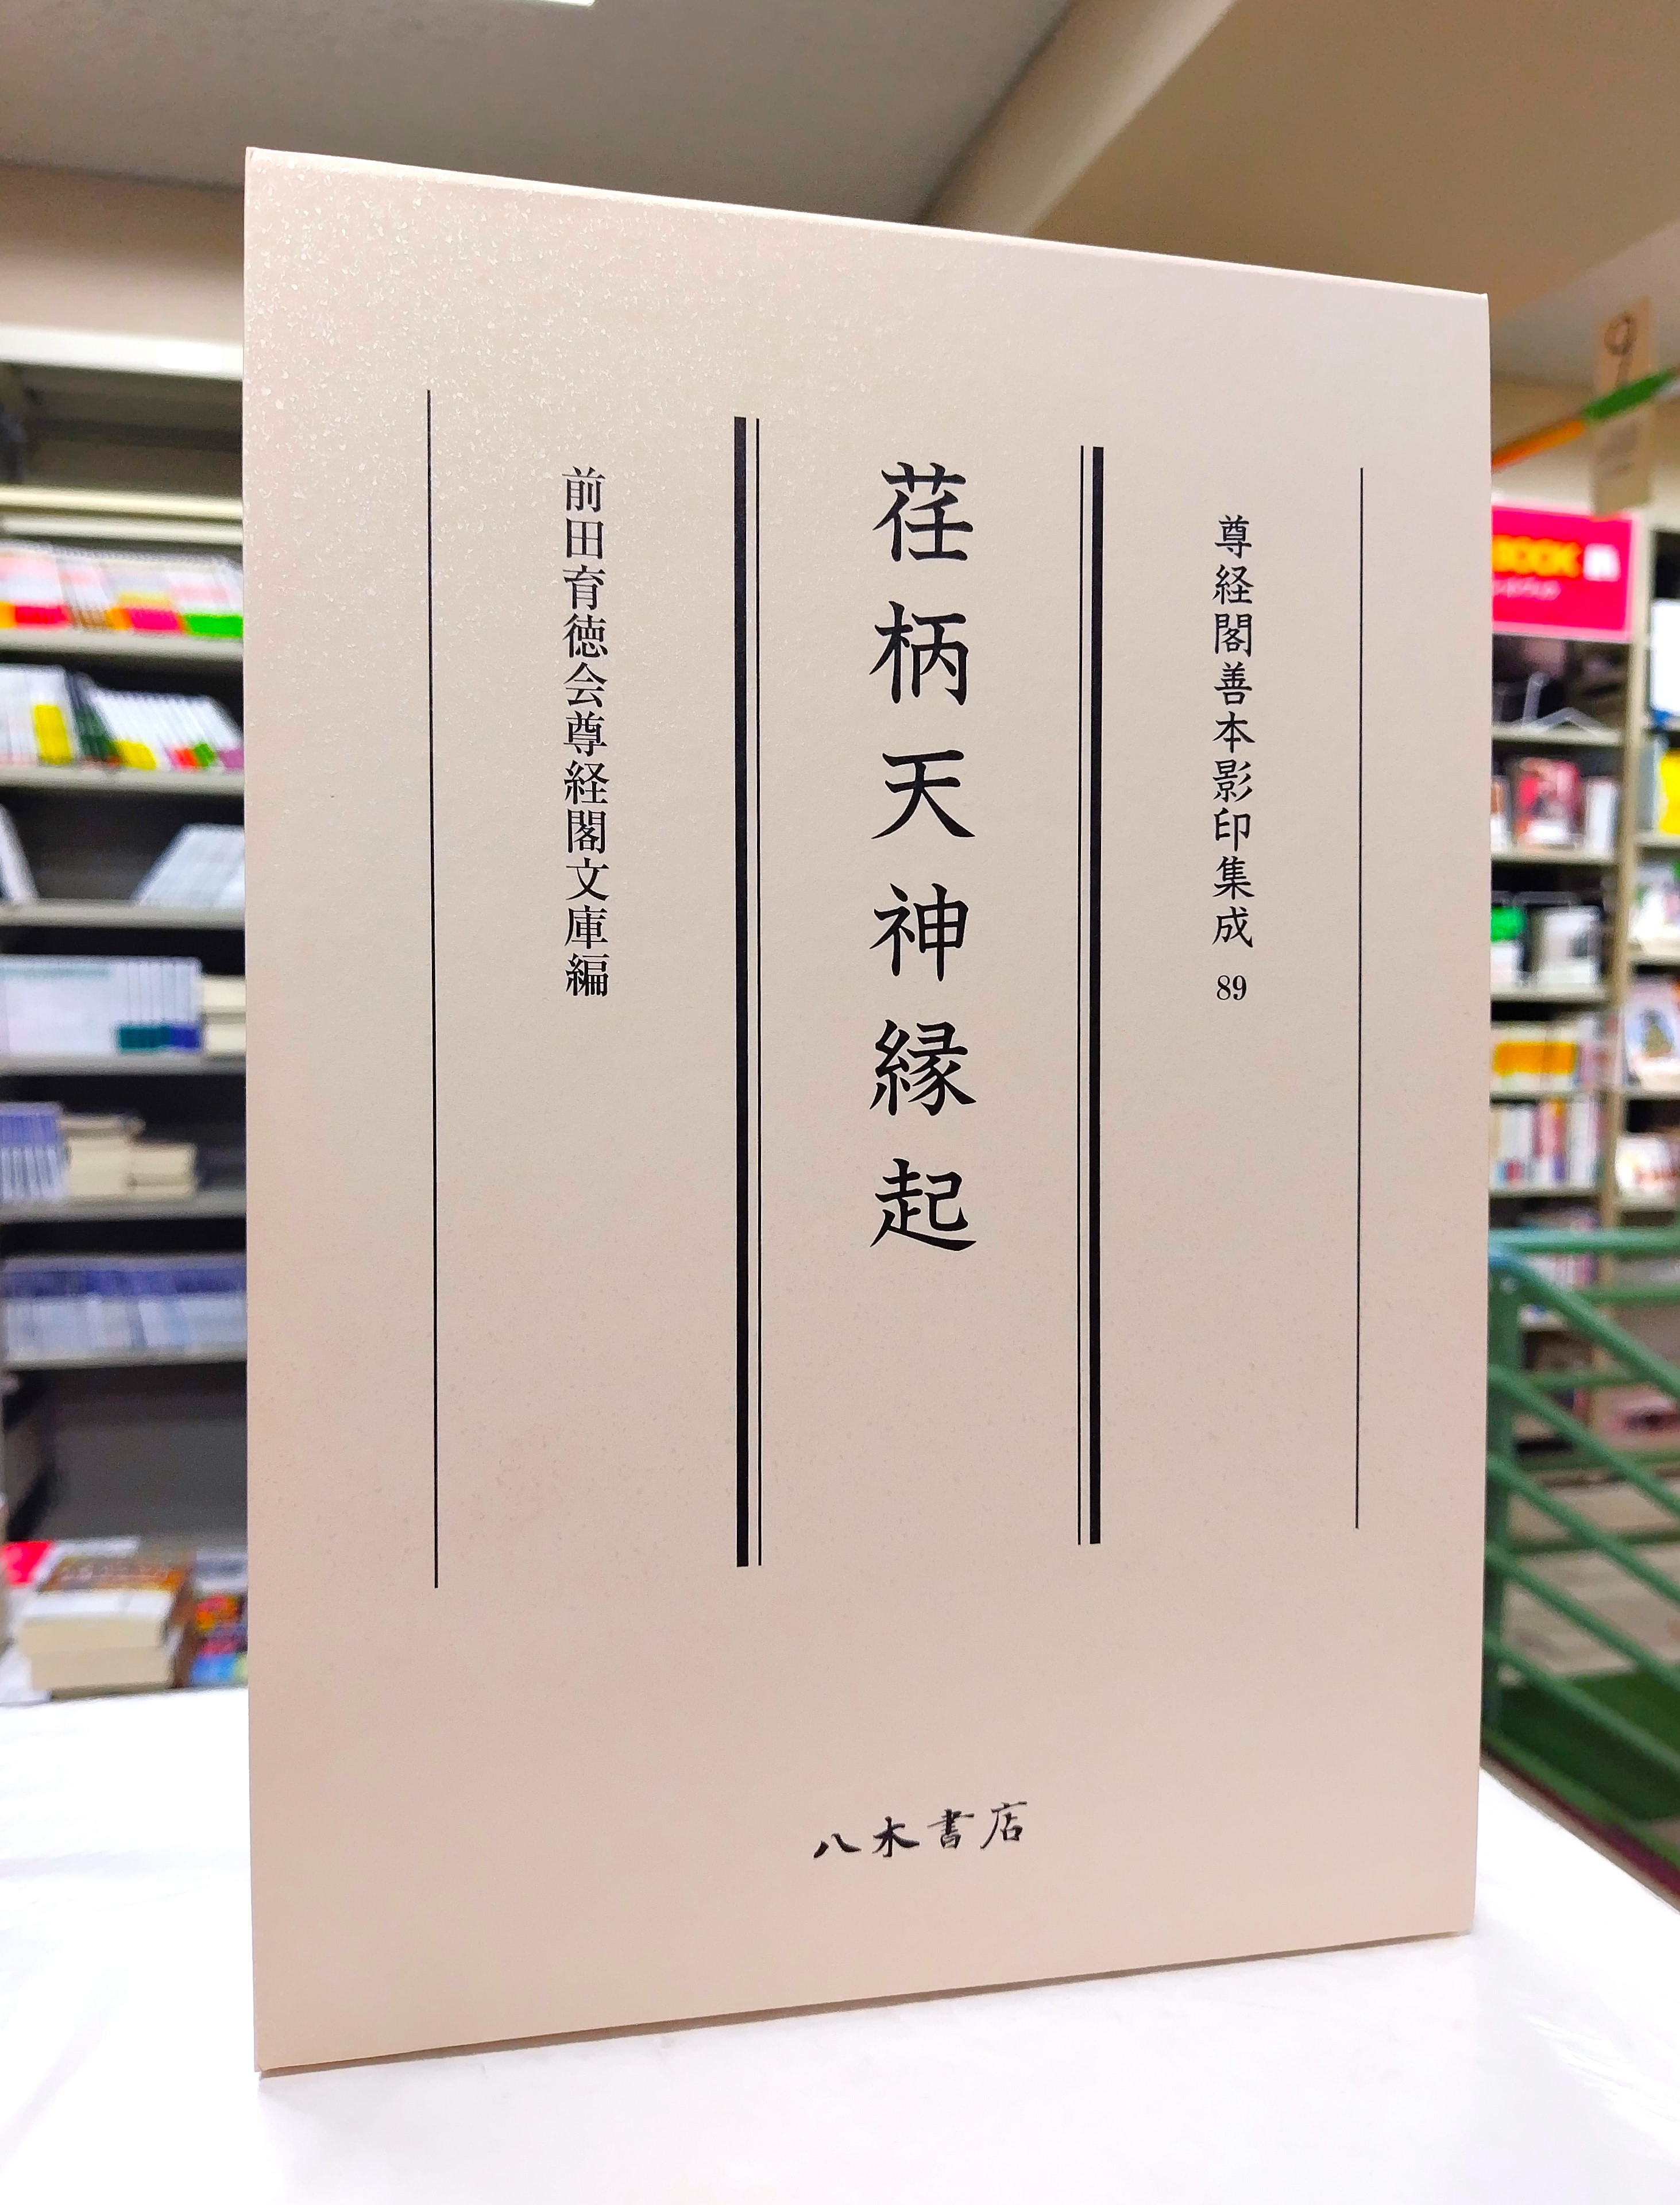 尊経閣善本影印集成 89
荏柄天神縁起
前田育徳会尊経閣文庫編
八木書店
BOOK